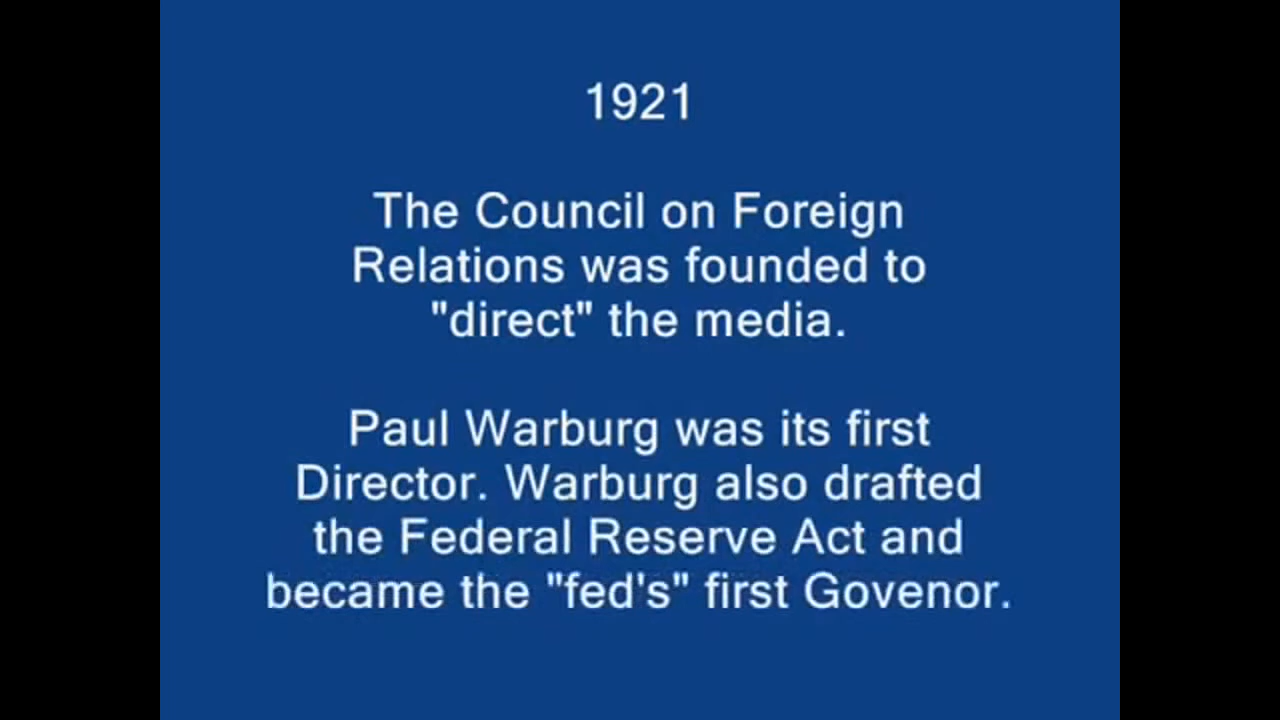 1921
The Council on Foreign
Relations was founded to
"direct" the media.
Paul Warburg was its first
Director. Warburg also drafted
the Federal Reserve Act and
became the "fed's" first Govenor.